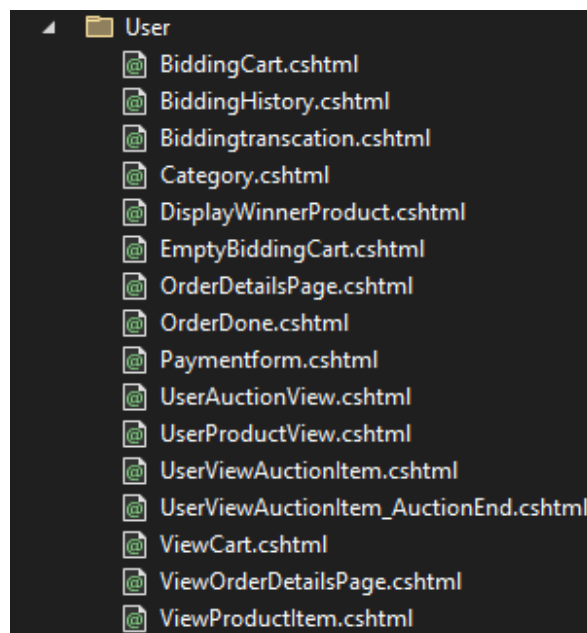 User
BiddingCart.cshtml
BiddingHistory.cshtml
Biddingtranscation.cshtml
Category.cshtml
DisplayWinnerProduct.cshtml
EmptyBiddingCart.cshtml
OrderDetailsPage.cshtml
OrderDone.cshtml
Paymentform.cshtml
UserAuctionView.cshtml
UserProductView.cshtml
UserViewAuctionItem.cshtml
UserViewAuctionItem_AuctionEnd.cshtml
ViewCart.cshtml
ViewOrderDetailsPage.cshtml
ViewProductItem.cshtml